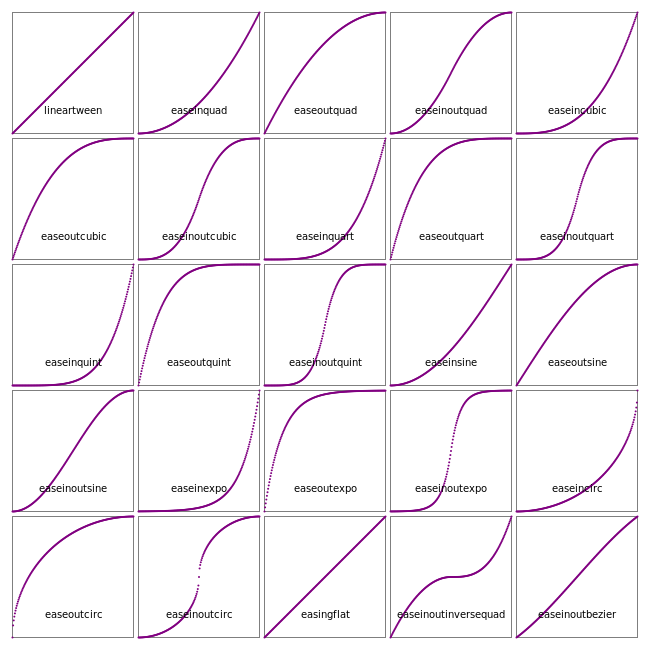 lineartween
easeinquad
easeoutquad
easeinoutquad
easeincubic
easeoutcubic
easeinoutcubic
easeinquart
easeoutquart
easeinoutquart
easeinquint
easeoutquint
easeinoutquint
easeinsine
easeoutsine
easeinoutsine
easeinexpo
easeoutexpo
easeinoutexpo
easeincirc
easeoutcirc
easeinoutcirc
easingflat
easeinoutinversequad
easeinoutbezier